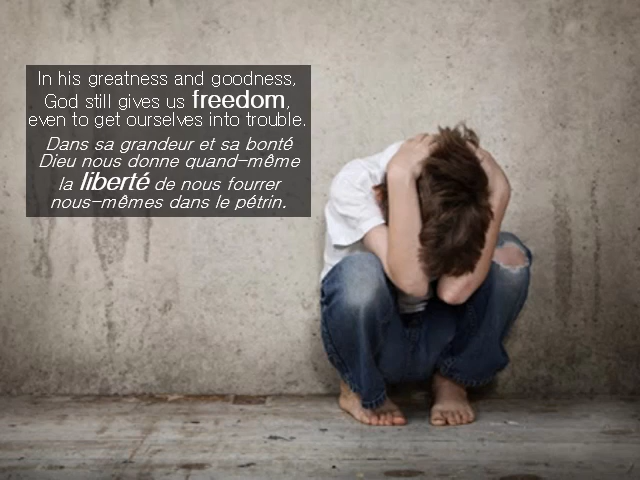 In his greatness and goodness,
God still gives us freedom,
even to get ourselves into trouble.
Dans sa grandeur et sa bonté
Dieu nous donne quand-même
la liberté de nous fourrer
nous-mêmes dans le pétrin.